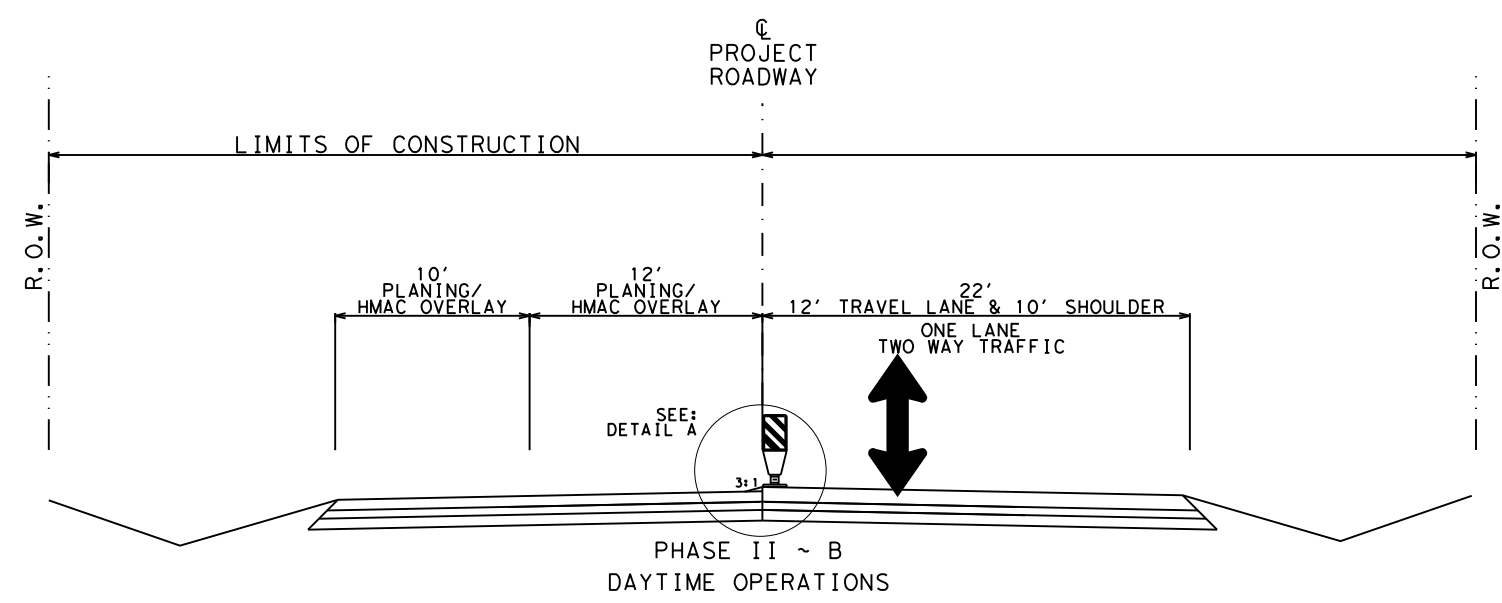 ℄
PROJECT
ROADWAY
LIMITS OF CONSTRUCTION
R.O.W.
R.O.W.
10'
PLANING/
HMAC OVERLAY
12'
PLANING/
HMAC OVERLAY
22'
12' TRAVEL LANE & 10' SHOULDER
ONE LANE
TWO WAY TRAFFIC
SEE:
DETAIL A
3:1
PHASE II ~ B
DAYTIME OPERATIONS